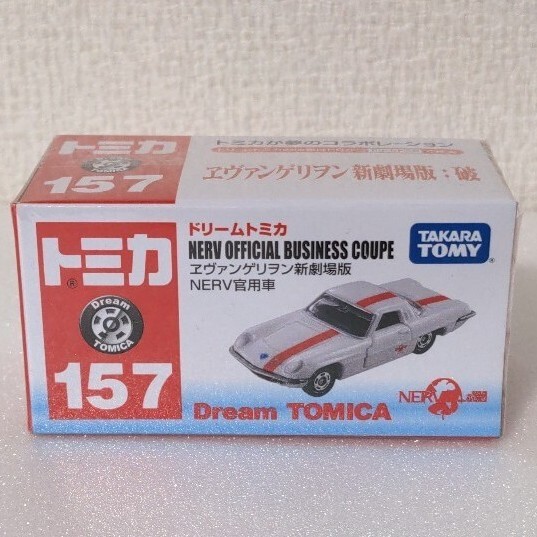 トミカ
157
トミカが夢のコラボレーション
ヱヴァンゲリヲン 新劇場版：破
トミカ
®
Dream
TOMICA
157
ドリームトミカ
NERV OFFICIAL BUSINESS COUPE
ヱヴァンゲリヲン新劇場版
NERV官用車
TAKARA
TOMY
®
Dream TOMICA
NERV